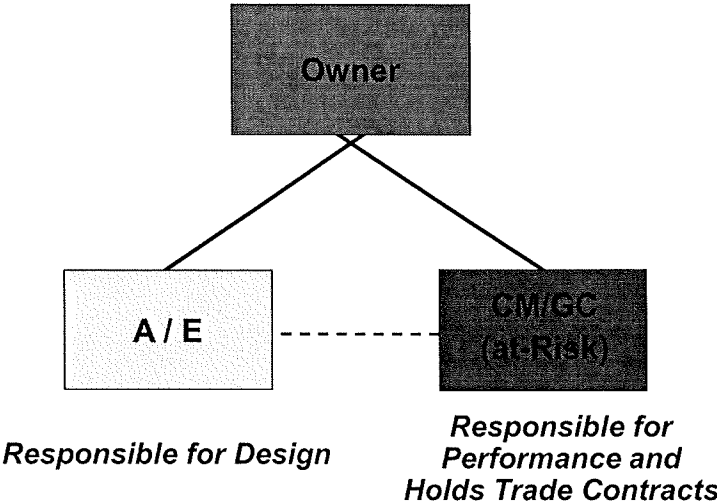 Owner
A / E
CM/GC
(at-Risk)
Responsible for Design
Responsible for
Performance and
Holds Trade Contracts